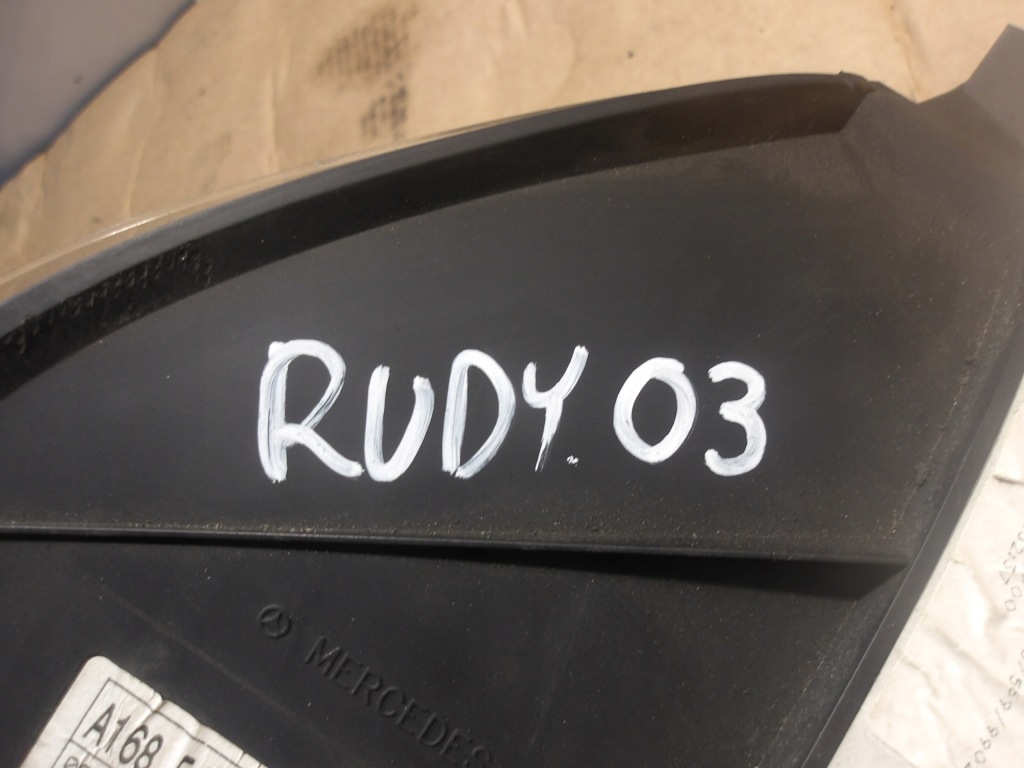 RUDY. 03
MERCEDES
A168